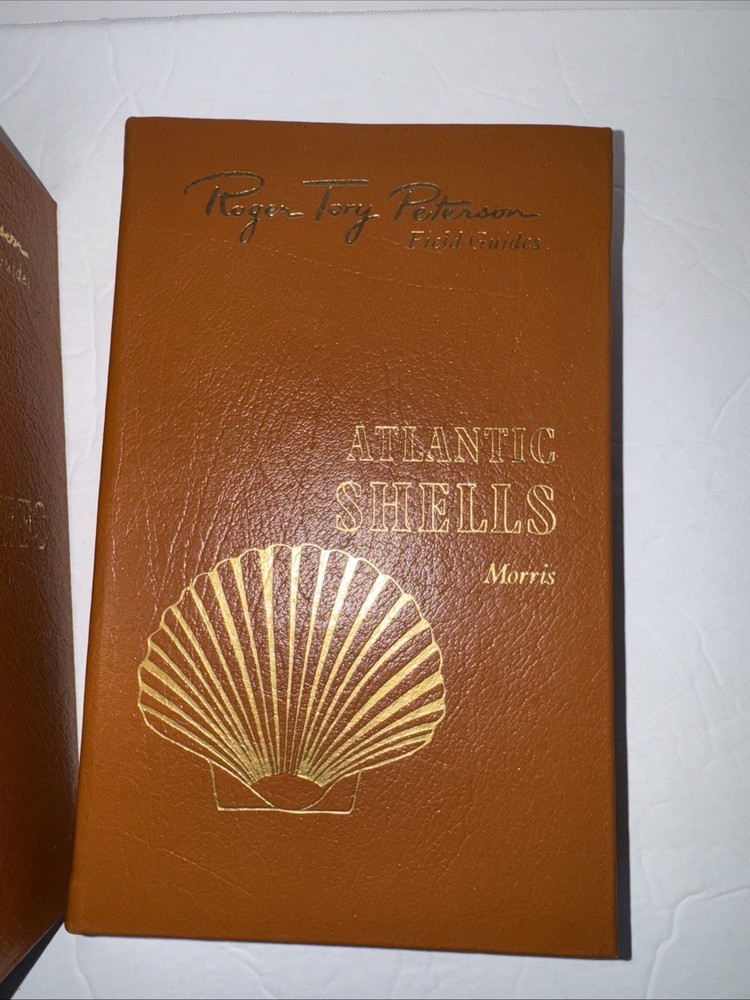 Roger Tory Peterson
Field Guides
ATLANTIC
SHELLS
Morris